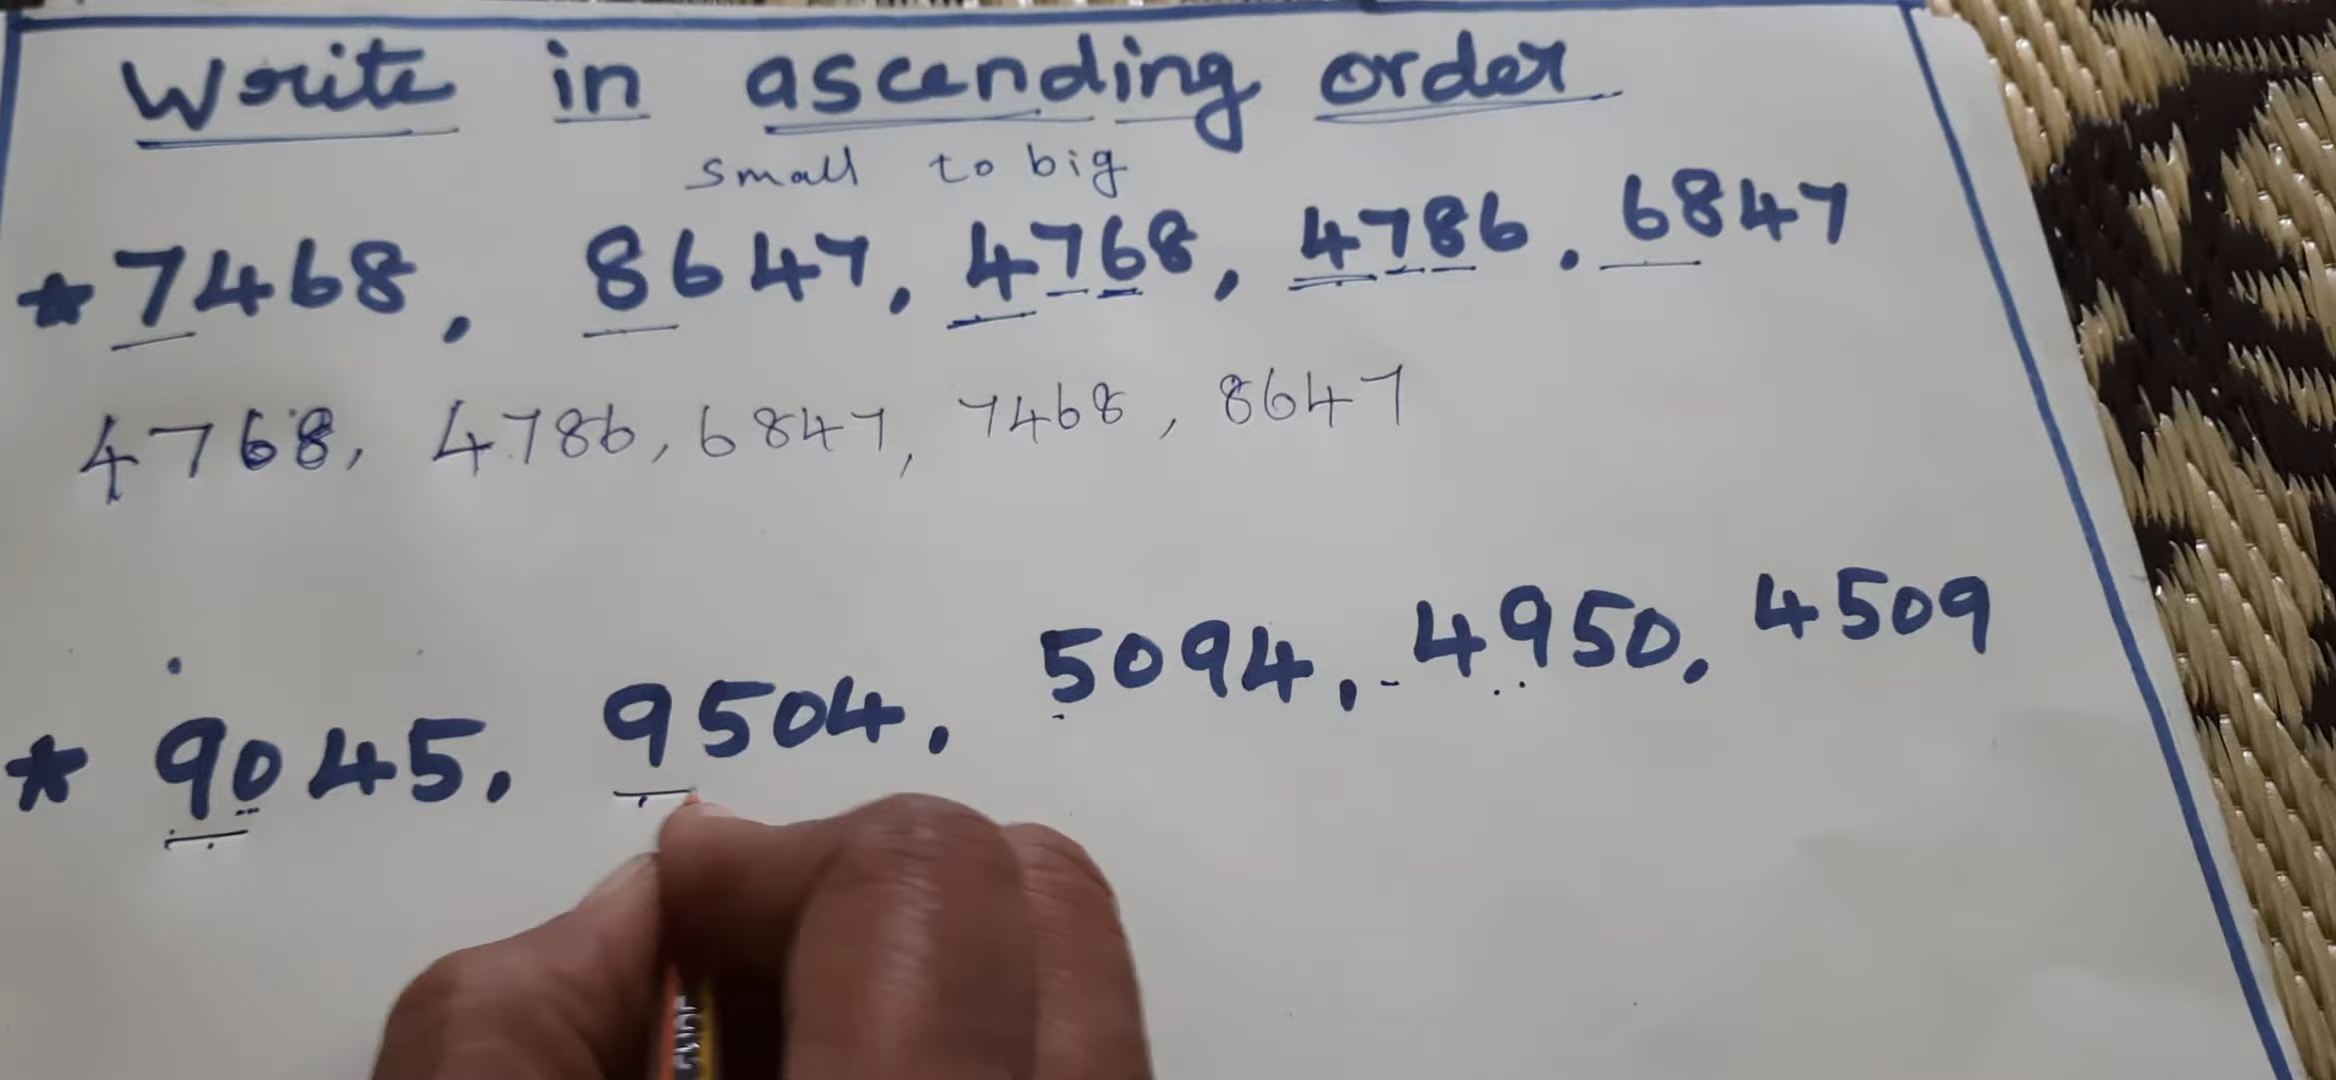 Write in ascending order
small to big
* 7468, 8647, 4768, 4786, 6847
4768, 4786, 6847, 7468, 8647
* 9045, 9504, 5094, 4950, 4509